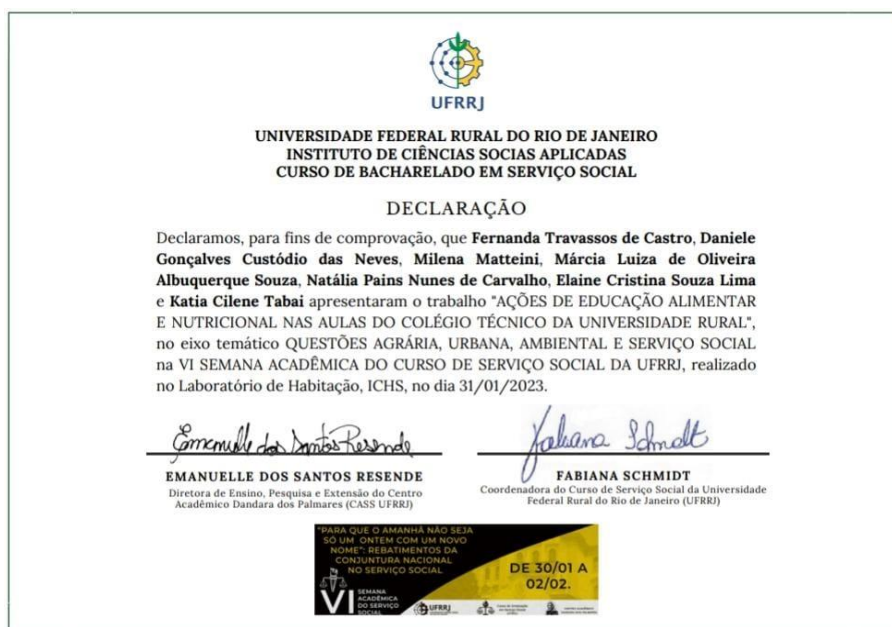 UFRRJ
UNIVERSIDADE FEDERAL RURAL DO RIO DE JANEIRO
INSTITUTO DE CIÊNCIAS SOCIAS APLICADAS
CURSO DE BACHARELADO EM SERVIÇO SOCIAL
DECLARAÇÃO
Declaramos, para fins de comprovação, que Fernanda Travassos de Castro, Daniele
Gonçalves Custódio das Neves, Milena Matteini, Márcia Luiza de Oliveira
Albuquerque Souza, Natália Pains Nunes de Carvalho, Elaine Cristina Souza Lima
e Katia Cilene Tabai apresentaram o trabalho "AÇÕES DE EDUCAÇÃO ALIMENTAR
E NUTRICIONAL NAS AULAS DO COLÉGIO TÉCNICO DA UNIVERSIDADE RURAL",
no eixo temático QUESTÕES AGRÁRIA, URBANA, AMBIENTAL E SERVIÇO SOCIAL
na VI SEMANA ACADÊMICA DO CURSO DE SERVIÇO SOCIAL DA UFRRJ, realizado
no Laboratório de Habitação, ICHS, no dia 31/01/2023.
Emanuelle dos Santos Resende
Fabiana Schmidt
EMANUELLE DOS SANTOS RESENDE
Diretora de Ensino, Pesquisa e Extensão do Centro
Acadêmico Dandara dos Palmares (CASS UFRRJ)
FABIANA SCHMIDT
Coordenadora do Curso de Serviço Social da Universidade
Federal Rural do Rio de Janeiro (UFRRJ)
"PARA QUE O AMANHÃ NÃO SEJA
SÓ UM ONTEM COM UM NOVO
NOME": REBATIMENTOS DA
CONJUNTURA NACIONAL
NO SERVIÇO SOCIAL
DE 30/01 A
02/02.
VI
SEMANA
ACADÊMICA
DO SERVIÇO
SOCIAL
UFRRJ